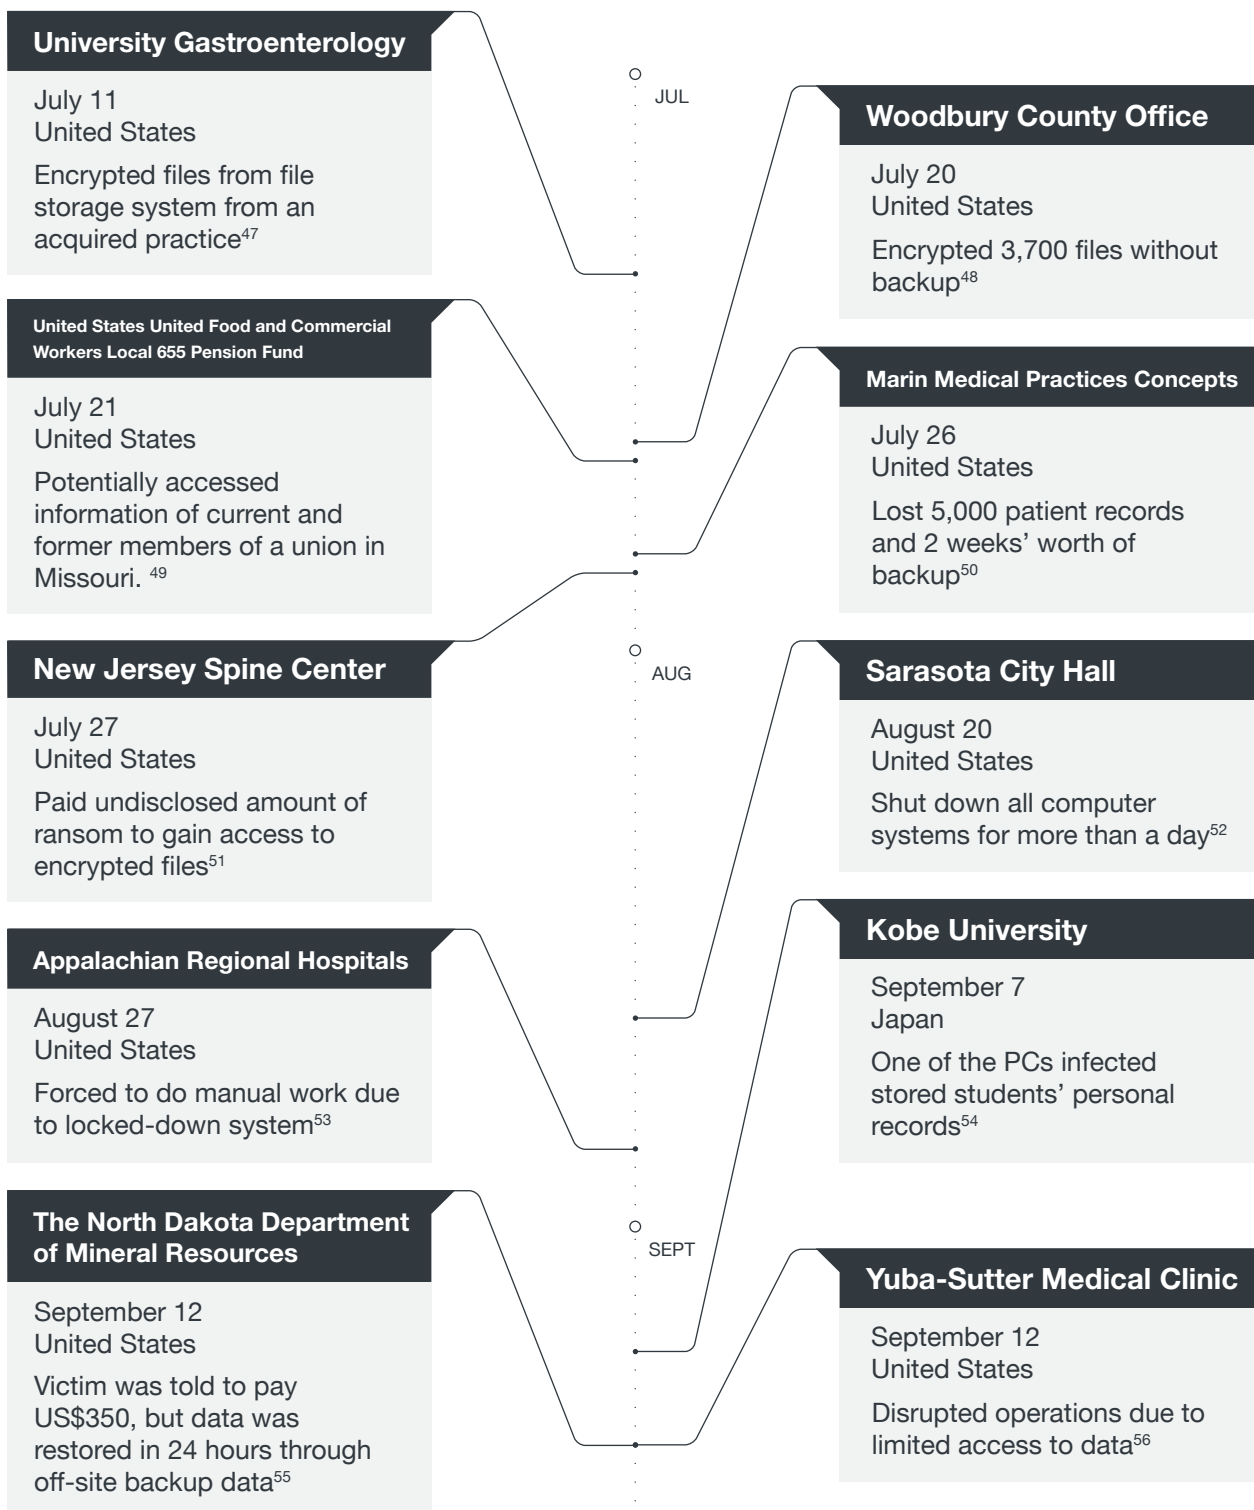 University Gastroenterology
July 11
United States
Encrypted files from file
storage system from an
acquired practice47
JUL
Woodbury County Office
July 20
United States
Encrypted 3,700 files without
backup48
United States United Food and Commercial
Workers Local 655 Pension Fund
July 21
United States
Potentially accessed
information of current and
former members of a union in
Missouri. 49
Marin Medical Practices Concepts
July 26
United States
Lost 5,000 patient records
and 2 weeks’ worth of
backup50
New Jersey Spine Center
July 27
United States
Paid undisclosed amount of
ransom to gain access to
encrypted files51
AUG
Sarasota City Hall
August 20
United States
Shut down all computer
systems for more than a day52
Appalachian Regional Hospitals
August 27
United States
Forced to do manual work due
to locked-down system53
Kobe University
September 7
Japan
One of the PCs infected
stored students’ personal
records54
The North Dakota Department
of Mineral Resources
September 12
United States
Victim was told to pay
US$350, but data was
restored in 24 hours through
off-site backup data55
SEPT
Yuba-Sutter Medical Clinic
September 12
United States
Disrupted operations due to
limited access to data56